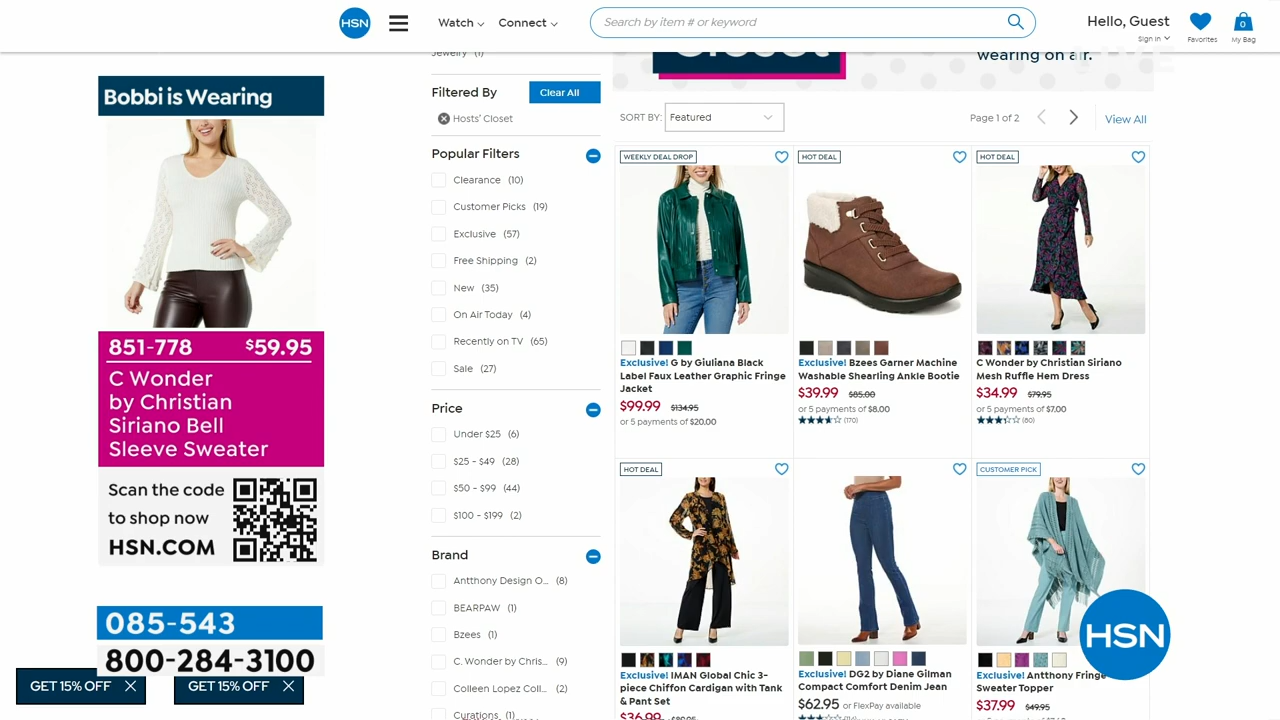 HSN
Watch
Connect
Search by item # or keyword
Hello, Guest
Sign in
Favorites
0
My Bag
Bobbi is Wearing
851-778 $59.95
C Wonder
by Christian
Siriano Bell
Sleeve Sweater
Scan the code
to shop now
HSN.COM
085-543
800-284-3100
GET 15% OFF
GET 15% OFF
Jewelry (1)
Filtered By
Clear All
Hosts' Closet
Popular Filters
Clearance (10)
Customer Picks (19)
Exclusive (57)
Free Shipping (2)
New (35)
On Air Today (4)
Recently on TV (65)
Sale (27)
Price
Under $25 (6)
$25 - $49 (28)
$50 - $99 (44)
$100 - $199 (2)
Brand
Antthony Design O... (8)
BEARPAW (1)
Bzees (1)
C. Wonder by Chris... (9)
Colleen Lopez Coll... (2)
Curations (1)
Closet
wearing on air.
SORT BY: Featured
Page 1 of 2
View All
WEEKLY DEAL DROP
Exclusive! G by Giuliana Black
Label Faux Leather Graphic Fringe
Jacket
$99.99 $134.95
or 5 payments of $20.00
HOT DEAL
Exclusive! Bzees Garner Machine
Washable Shearling Ankle Bootie
$39.99 $85.00
or 5 payments of $8.00
(170)
HOT DEAL
C Wonder by Christian Siriano
Mesh Ruffle Hem Dress
$34.99 $79.95
or 5 payments of $7.00
(60)
HOT DEAL
Exclusive! IMAN Global Chic 3-
piece Chiffon Cardigan with Tank
& Pant Set
$36.99 $89.95
Exclusive! DG2 by Diane Gilman
Compact Comfort Denim Jean
$62.95 or FlexPay available
CUSTOMER PICK
Exclusive! Antthony Fringe
Sweater Topper
$37.99 $49.95
HSN